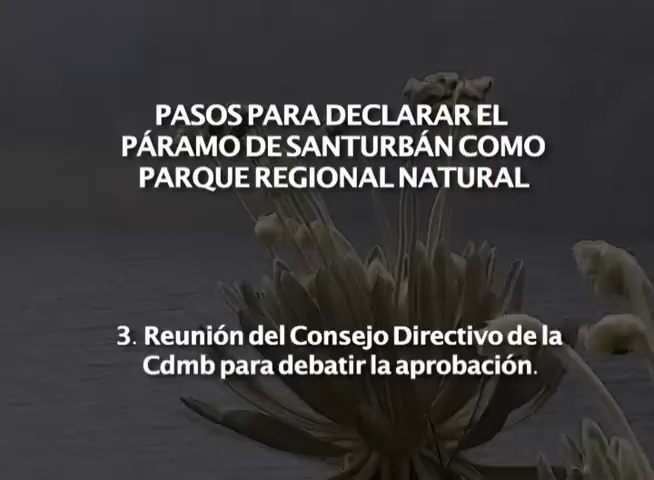 PASOS PARA DECLARAR EL
PÁRAMO DE SANTURBÁN COMO
PARQUE REGIONAL NATURAL
3. Reunión del Consejo Directivo de la
Cdmb para debatir la aprobación.